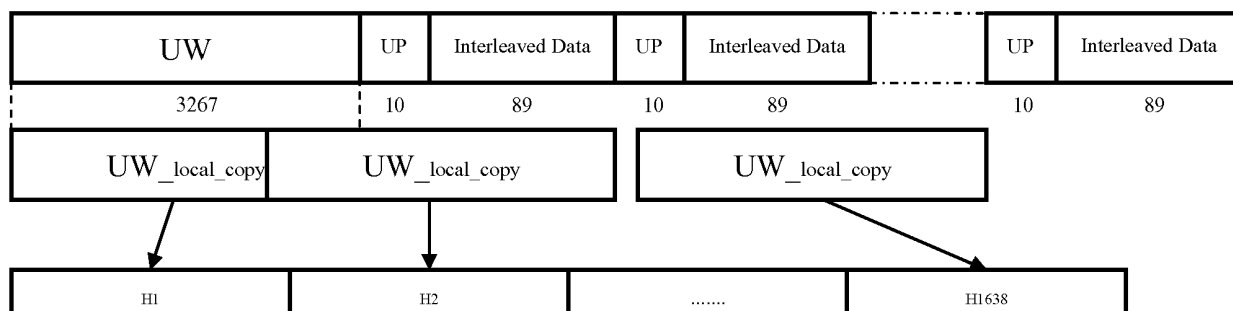 UW UP Interleaved Data UP Interleaved Data UP Interleaved Data
3267 10 89 10 89 10 89
UW_local_copy UW_local_copy UW_local_copy
H1 H2 ....... H1638